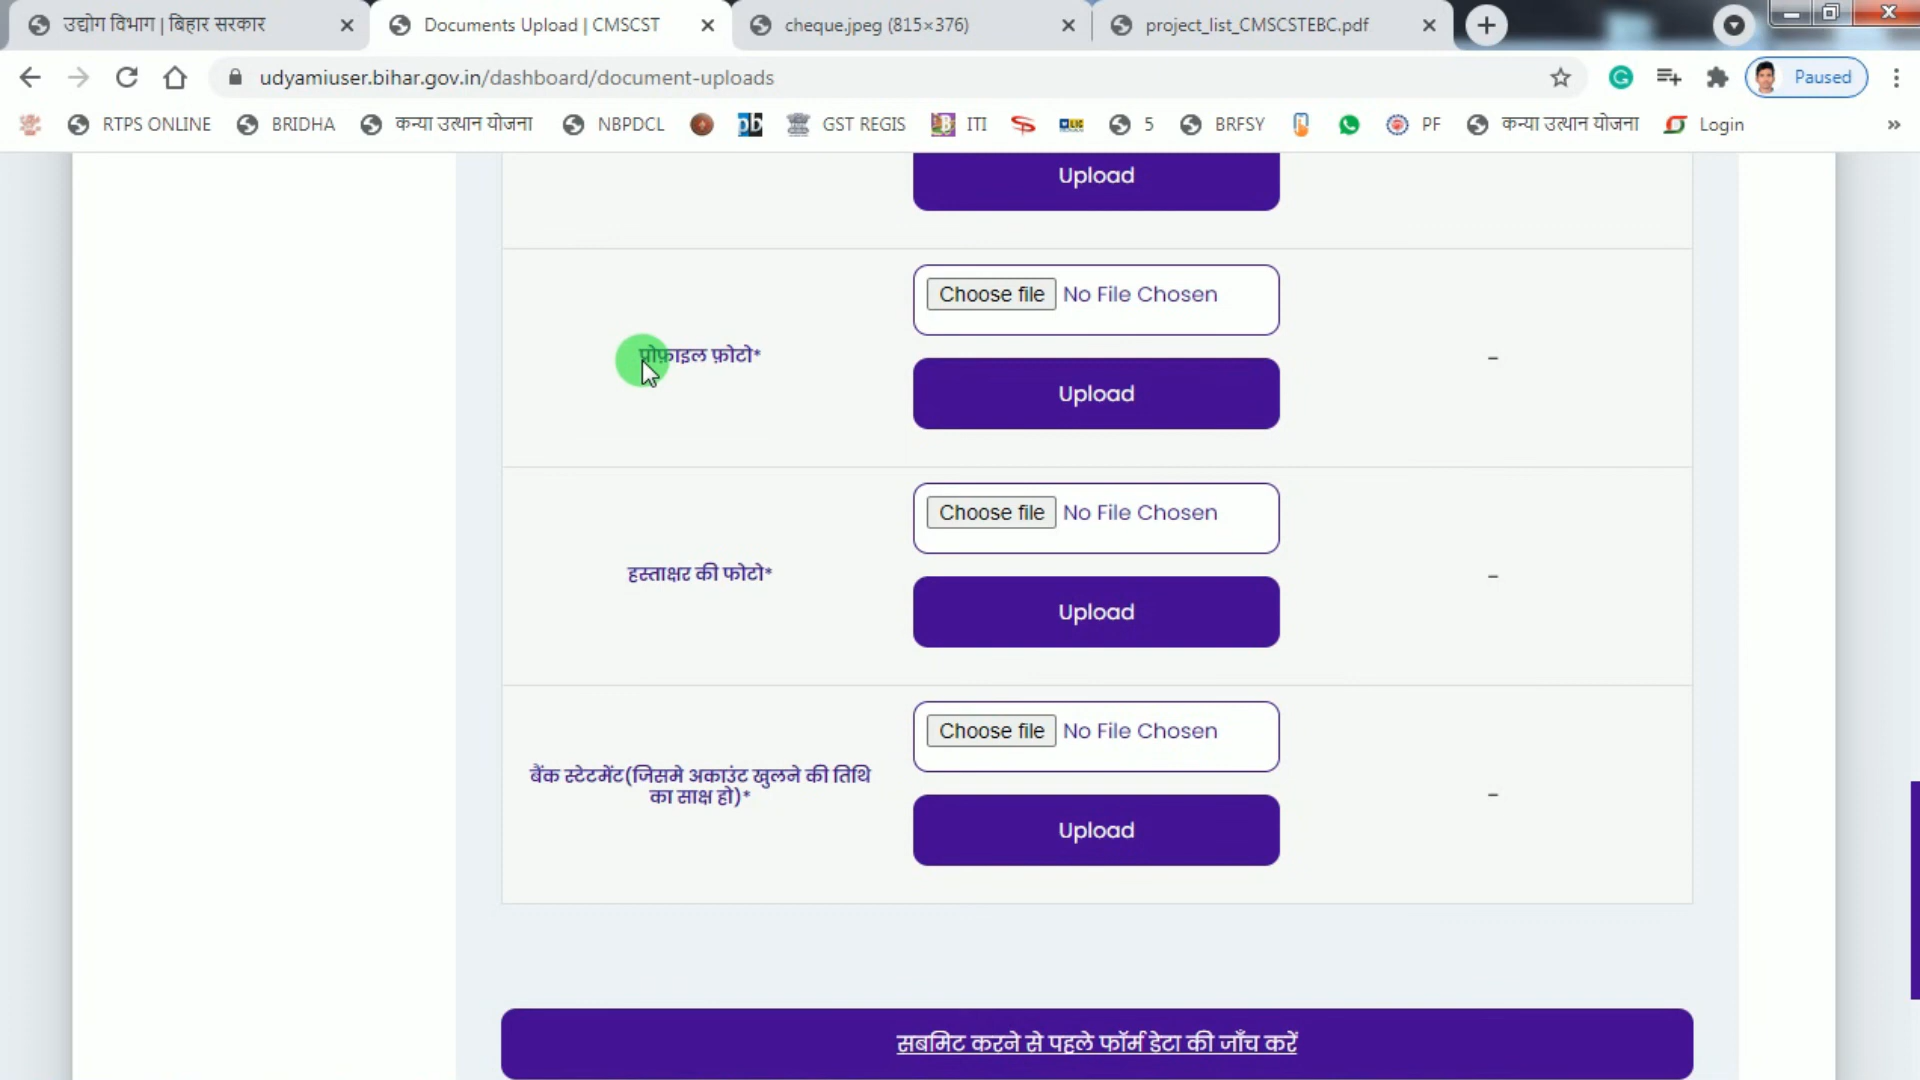 उद्योग विभाग | बिहार सरकार
Documents Upload | CMSCST
cheque.jpeg (815×376)
project_list_CMSCSTEBC.pdf
udyamiuser.bihar.gov.in/dashboard/document-uploads
Paused
RTPS ONLINE
BRIDHA
कन्या उत्थान योजना
NBPDCL
pb
GST REGIS
ITI
LIC
5
BRFSY
PF
कन्या उत्थान योजना
Login
Upload
प्रोफ़ाइल फ़ोटो*
Choose file No File Chosen
Upload
-
हस्ताक्षर की फोटो*
Choose file No File Chosen
Upload
-
बैंक स्टेटमेंट(जिसमे अकाउंट खुलने की तिथि
का साक्ष हो)*
Choose file No File Chosen
Upload
-
सबमिट करने से पहले फॉर्म डेटा की जाँच करें